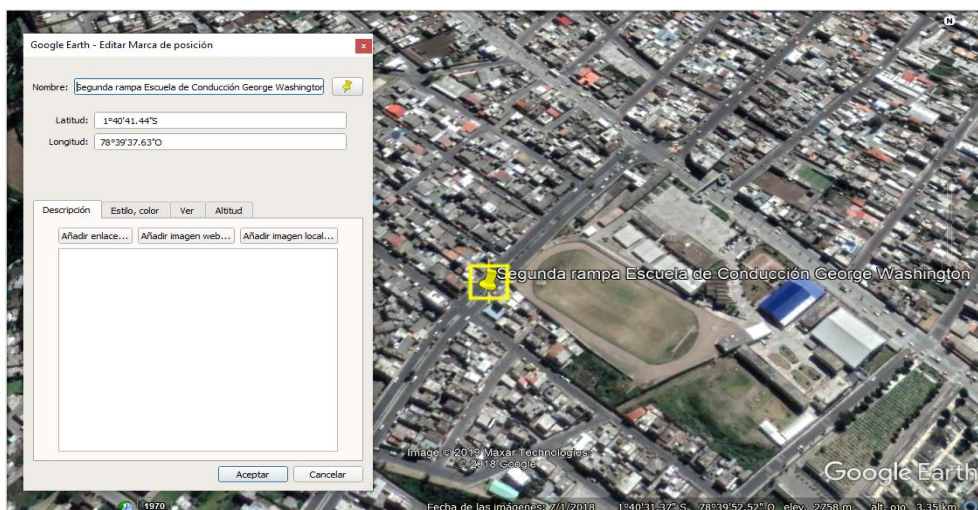 Google Earth - Editar Marca de posición
x
N
Nombre: Segunda rampa Escuela de Conducción George Washington
Latitud: 1°40'41.44"S
Longitud: 78°39'37.63"O
Descripción Estilo, color Ver Altitud
Añadir enlace... Añadir imagen web... Añadir imagen local...
Segunda rampa Escuela de Conducción George Washington
Image © 2019 Maxar Technologies
© 2018 Google
Google Earth
Aceptar Cancelar
1970
Fecha de las imágenes: 7/1/2018 1°40'31.37" S 78°39'52.52" O elev. 2758 m alt. ojo 3.35 km